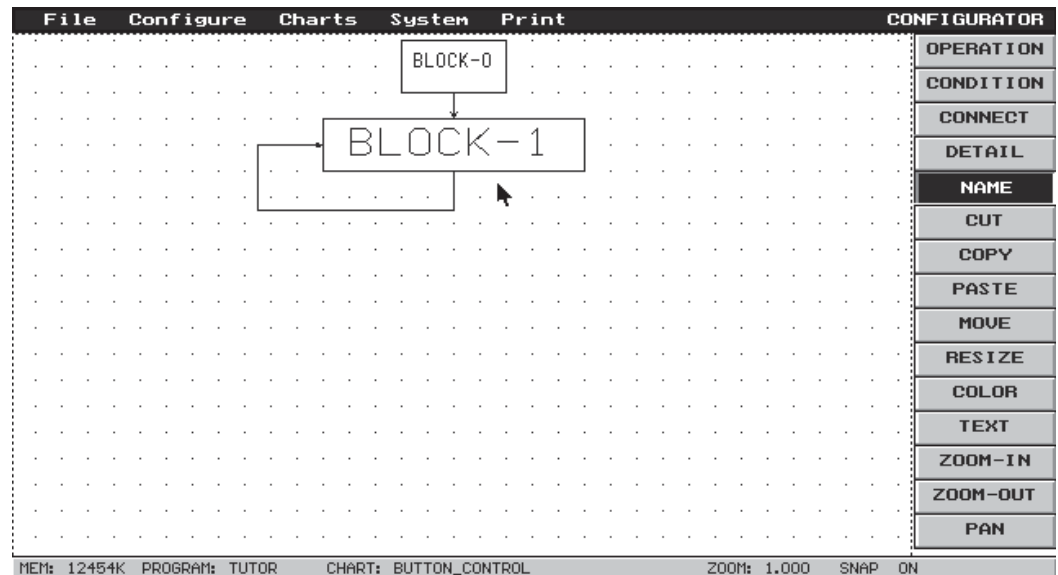 File Configure Charts System Print CONFIGURATOR
BLOCK-0
BLOCK-1
OPERATION
CONDITION
CONNECT
DETAIL
NAME
CUT
COPY
PASTE
MOVE
RESIZE
COLOR
TEXT
ZOOM-IN
ZOOM-OUT
PAN
MEM: 12454K PROGRAM: TUTOR CHART: BUTTON_CONTROL ZOOM: 1.000 SNAP ON